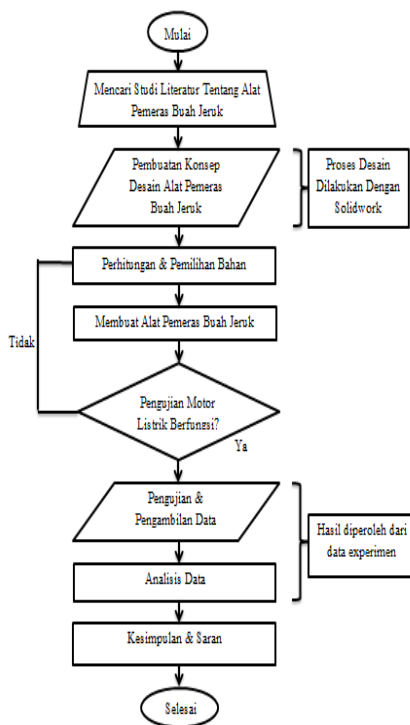 Mulai
Mencari Studi Literatur Tentang Alat
Pemeras Buah Jeruk
Pembuatan Konsep
Desain Alat Pemeras
Buah Jeruk
Proses Desain
Dilakukan Dengan
Solidwork
Perhitungan & Pemilihan Bahan
Membuat Alat Pemeras Buah Jeruk
Tidak
Pengujian Motor
Listrik Berfungsi?
Ya
Pengujian &
Pengambilan Data
Hasil diperoleh dari
data experimen
Analisis Data
Kesimpulan & Saran
Selesai